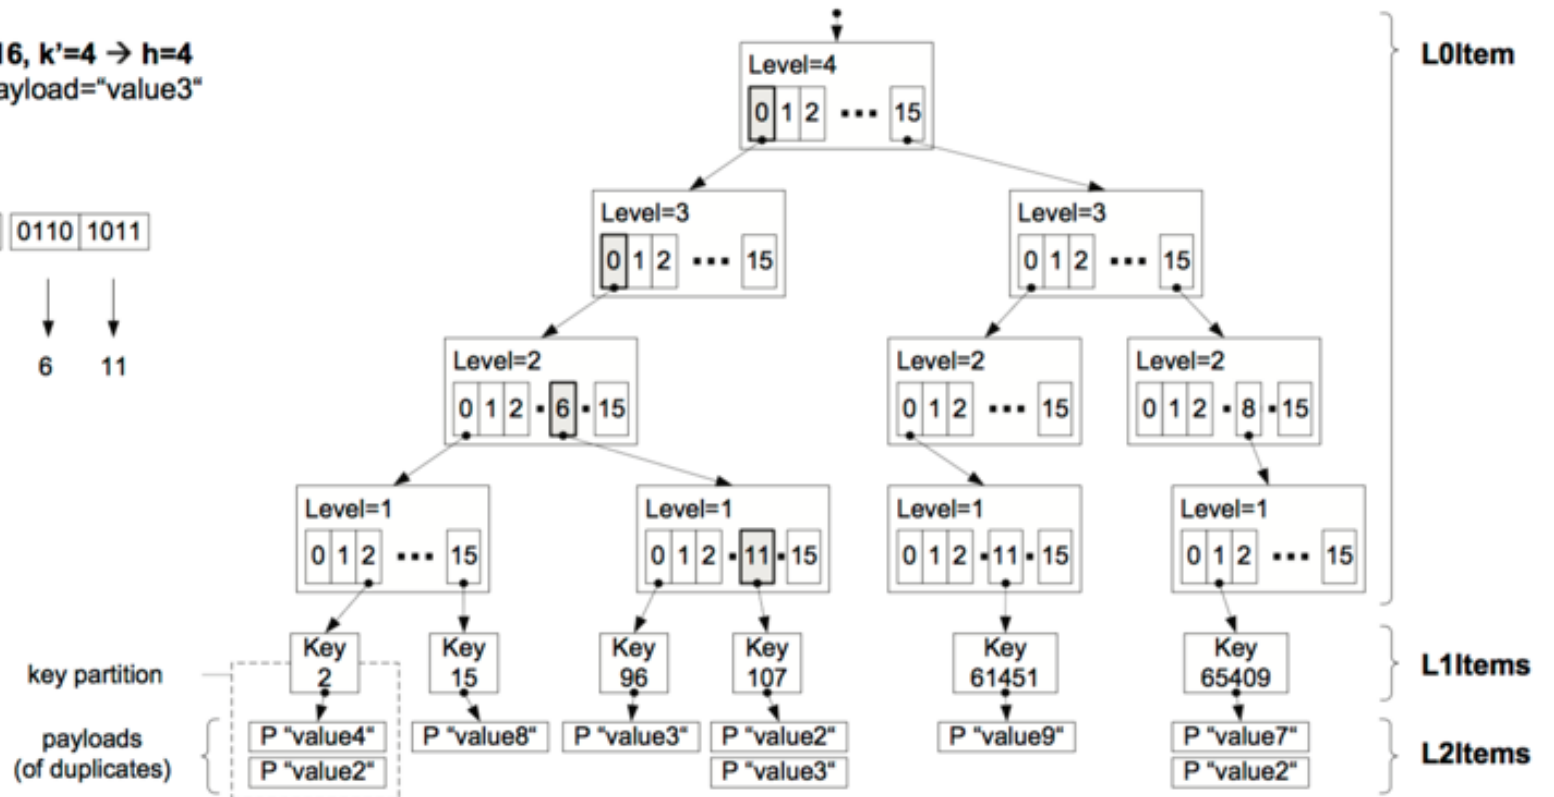 16, k'=4 → h=4
ayload="value3"
0110 1011
6 11
L0Item
Level=4
0 1 2 ... 15
Level=3
0 1 2 ... 15
Level=3
0 1 2 ... 15
Level=2
0 1 2 . 6 . 15
Level=2
0 1 2 ... 15
Level=2
0 1 2 . 8 . 15
Level=1
0 1 2 ... 15
Level=1
0 1 2 . 11 . 15
Level=1
0 1 2 . 11 . 15
Level=1
0 1 2 ... 15
key partition
Key
2
Key
15
Key
96
Key
107
Key
61451
Key
65409
L1Items
payloads
(of duplicates)
P "value4"
P "value2"
P "value8"
P "value3"
P "value2"
P "value3"
P "value9"
P "value7"
P "value2"
L2Items